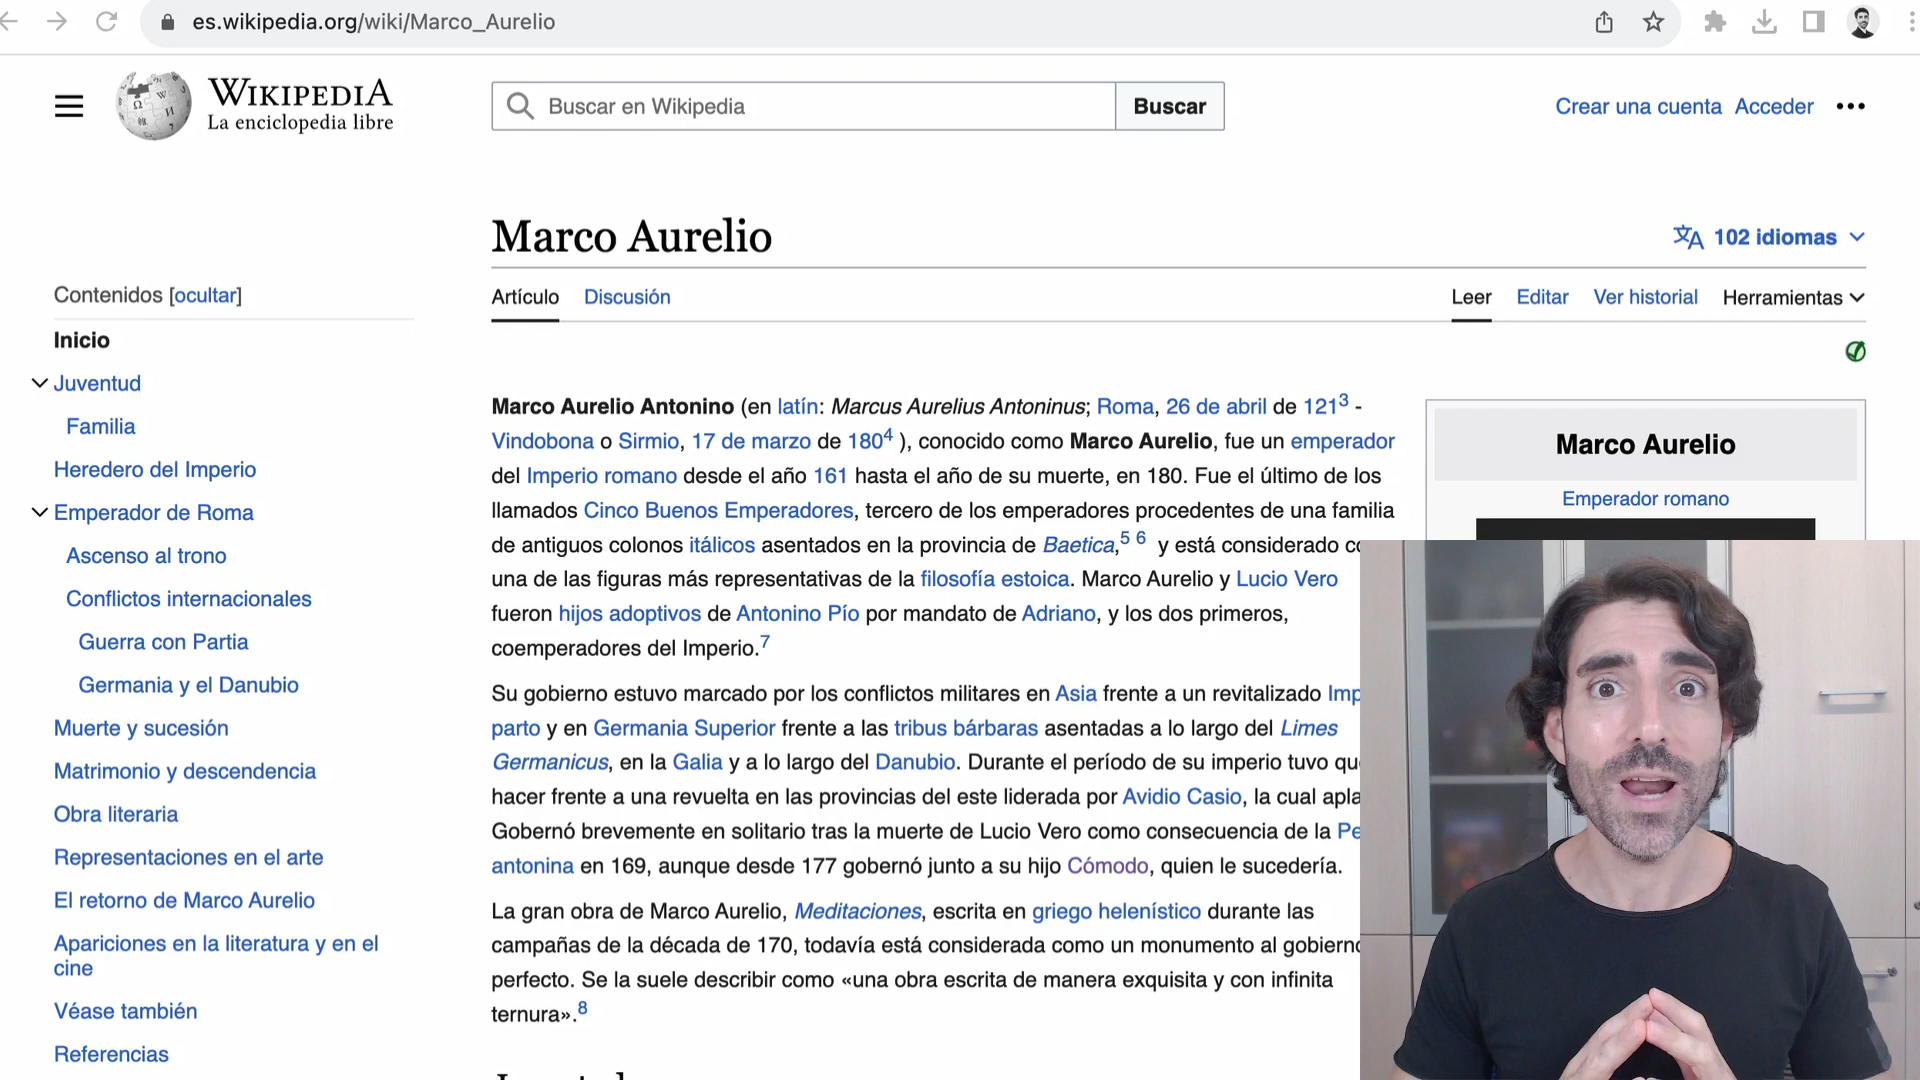 es.wikipedia.org/wiki/Marco_Aurelio
WIKIPEDIA
La enciclopedia libre
Buscar en Wikipedia
Buscar
Crear una cuenta Acceder
Marco Aurelio
102 idiomas
Contenidos [ocultar]
Inicio
Juventud
Familia
Heredero del Imperio
Emperador de Roma
Ascenso al trono
Conflictos internacionales
Guerra con Partia
Germania y el Danubio
Muerte y sucesión
Matrimonio y descendencia
Obra literaria
Representaciones en el arte
El retorno de Marco Aurelio
Apariciones en la literatura y en el
cine
Véase también
Referencias
Artículo Discusión
Leer Editar Ver historial Herramientas
Marco Aurelio Antonino (en latín: Marcus Aurelius Antoninus; Roma, 26 de abril de 121³ -
Vindobona o Sirmio, 17 de marzo de 180⁴ ), conocido como Marco Aurelio, fue un emperador
del Imperio romano desde el año 161 hasta el año de su muerte, en 180. Fue el último de los
llamados Cinco Buenos Emperadores, tercero de los emperadores procedentes de una familia
de antiguos colonos itálicos asentados en la provincia de Baetica,⁵ ⁶ y está considerado
una de las figuras más representativas de la filosofía estoica. Marco Aurelio y Lucio Vero
fueron hijos adoptivos de Antonino Pío por mandato de Adriano, y los dos primeros,
coemperadores del Imperio.⁷
Su gobierno estuvo marcado por los conflictos militares en Asia frente a un revitalizado Imp
parto y en Germania Superior frente a las tribus bárbaras asentadas a lo largo del Limes
Germanicus, en la Galia y a lo largo del Danubio. Durante el período de su imperio tuvo qu
hacer frente a una revuelta en las provincias del este liderada por Avidio Casio, la cual apla
Gobernó brevemente en solitario tras la muerte de Lucio Vero como consecuencia de la Pe
antonina en 169, aunque desde 177 gobernó junto a su hijo Cómodo, quien le sucedería.
La gran obra de Marco Aurelio, Meditaciones, escrita en griego helenístico durante las
campañas de la década de 170, todavía está considerada como un monumento al gobierno
perfecto. Se la suele describir como «una obra escrita de manera exquisita y con infinita
ternura».⁸
Marco Aurelio
Emperador romano